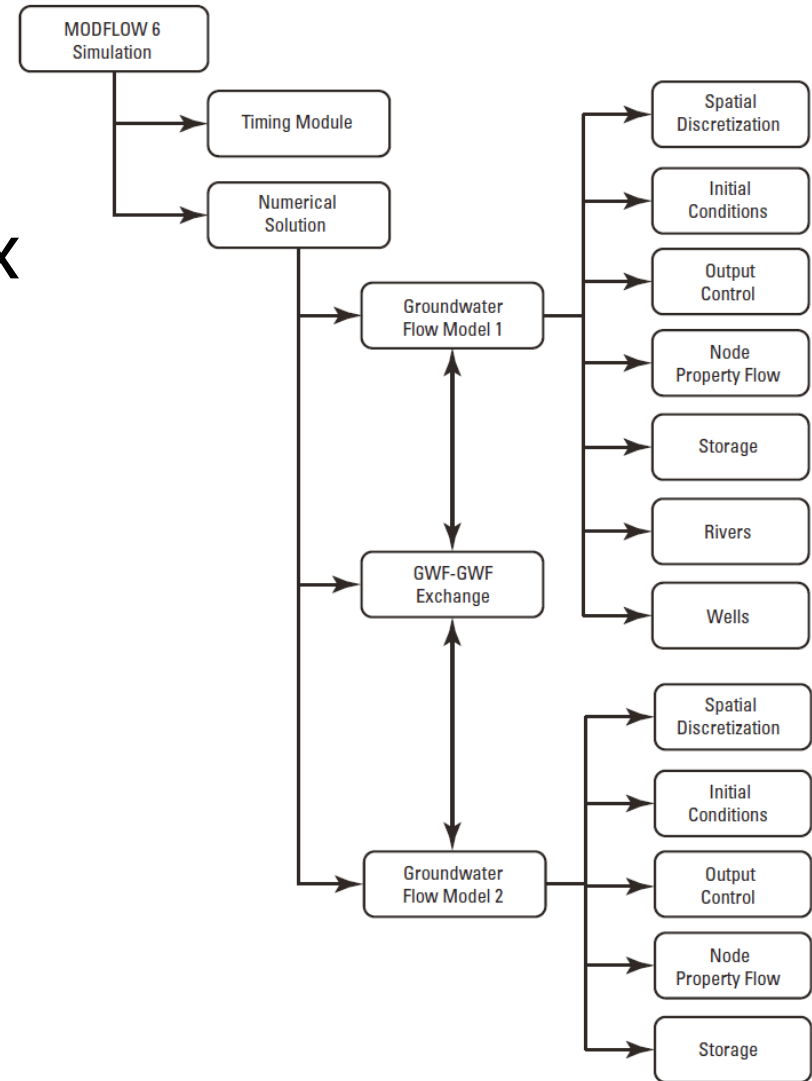 MODFLOW 6
Simulation
Timing Module
Numerical
Solution
x
Groundwater
Flow Model 1
Spatial
Discretization
Initial
Conditions
Output
Control
Node
Property Flow
Storage
Rivers
Wells
GWF-GWF
Exchange
Groundwater
Flow Model 2
Spatial
Discretization
Initial
Conditions
Output
Control
Node
Property Flow
Storage